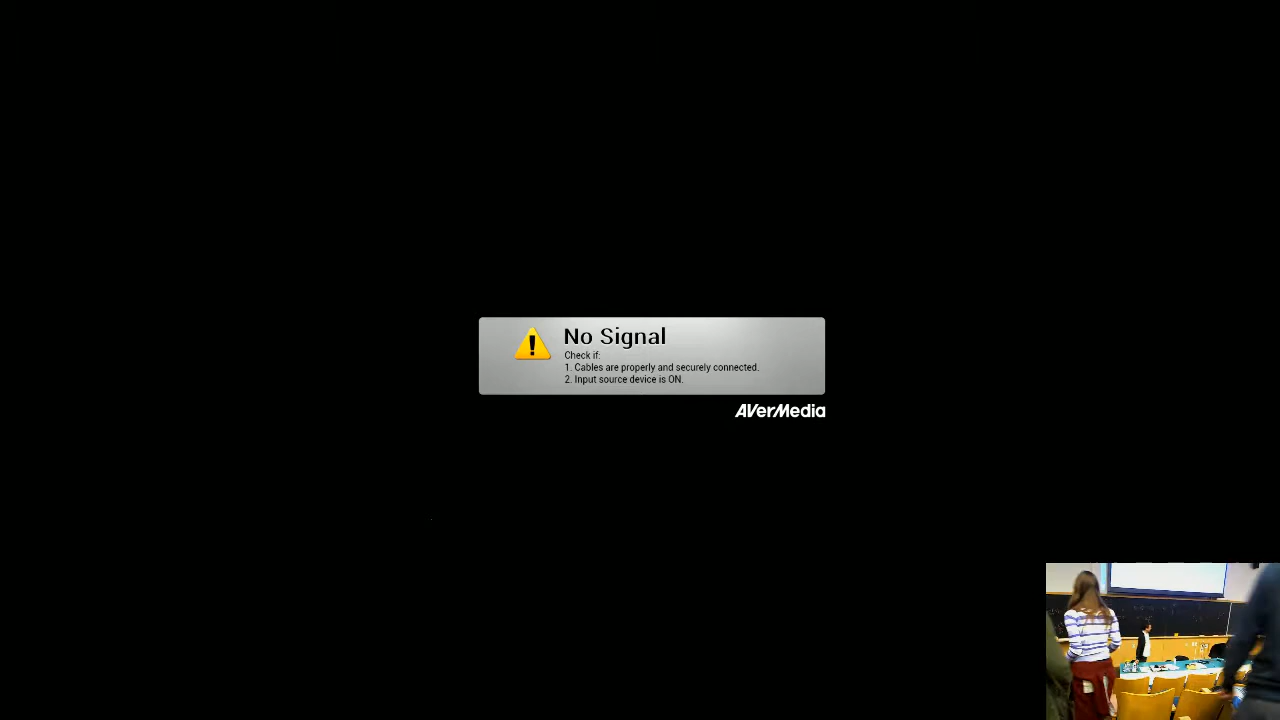 No Signal
Check if:
1. Cables are properly and securely connected.
2. Input source device is ON.
AVerMedia